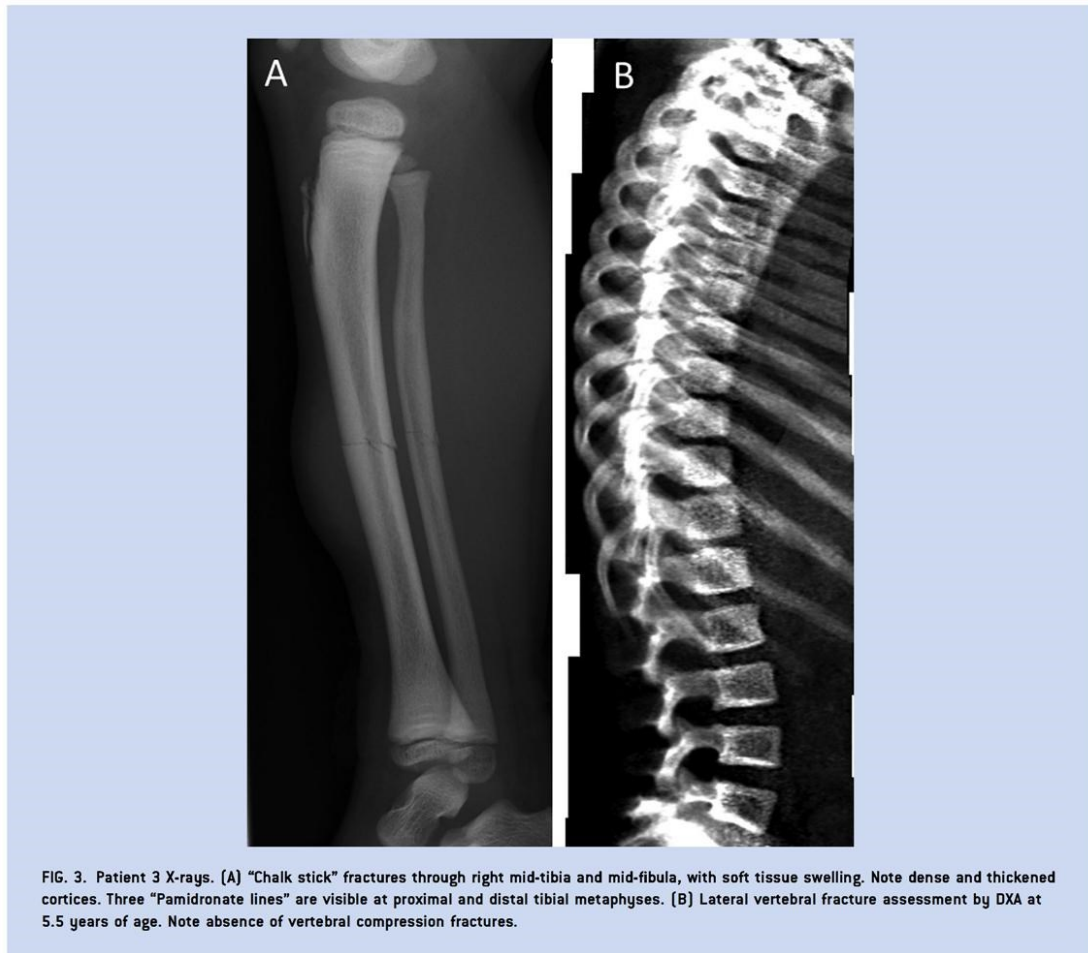 A
B
FIG. 3. Patient 3 X-rays. (A) “Chalk stick” fractures through right mid-tibia and mid-fibula, with soft tissue swelling. Note dense and thickened
cortices. Three “Pamidronate lines” are visible at proximal and distal tibial metaphyses. (B) Lateral vertebral fracture assessment by DXA at
5.5 years of age. Note absence of vertebral compression fractures.